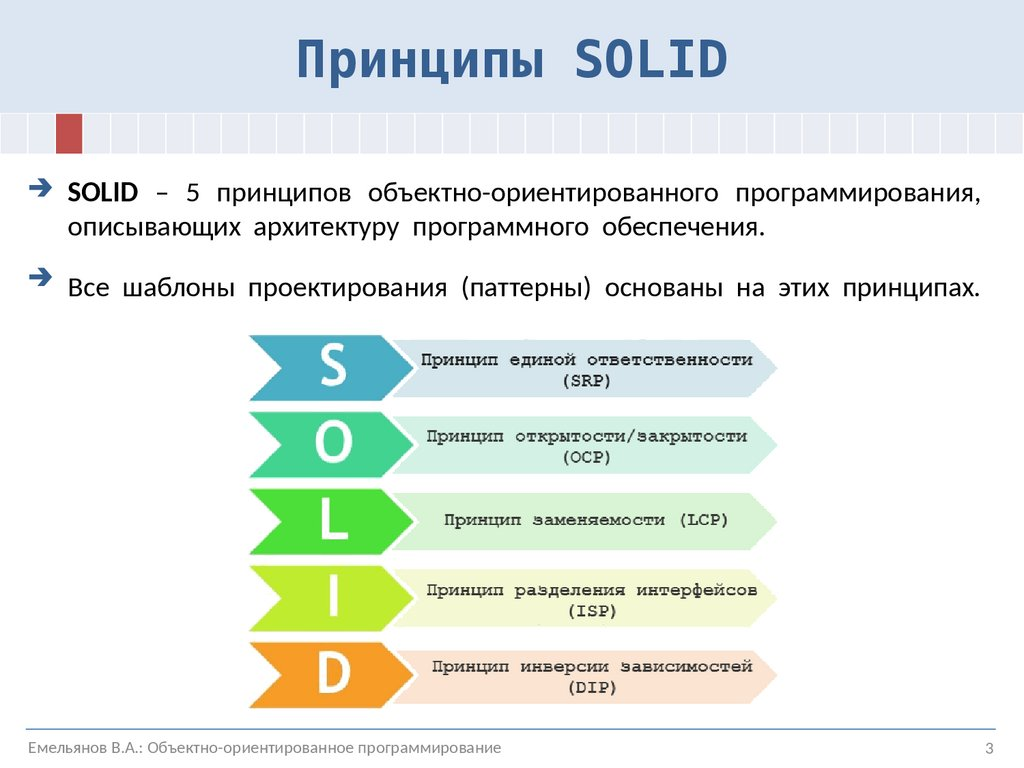 Принципы SOLID
SOLID – 5 принципов объектно-ориентированного программирования,
описывающих архитектуру программного обеспечения.
Все шаблоны проектирования (паттерны) основаны на этих принципах.
S
Принцип единой ответственности
(SRP)
O
Принцип открытости/закрытости
(OCP)
L
Принцип заменяемости (LCP)
I
Принцип разделения интерфейсов
(ISP)
D
Принцип инверсии зависимостей
(DIP)
Емельянов В.А.: Объектно-ориентированное программирование
3